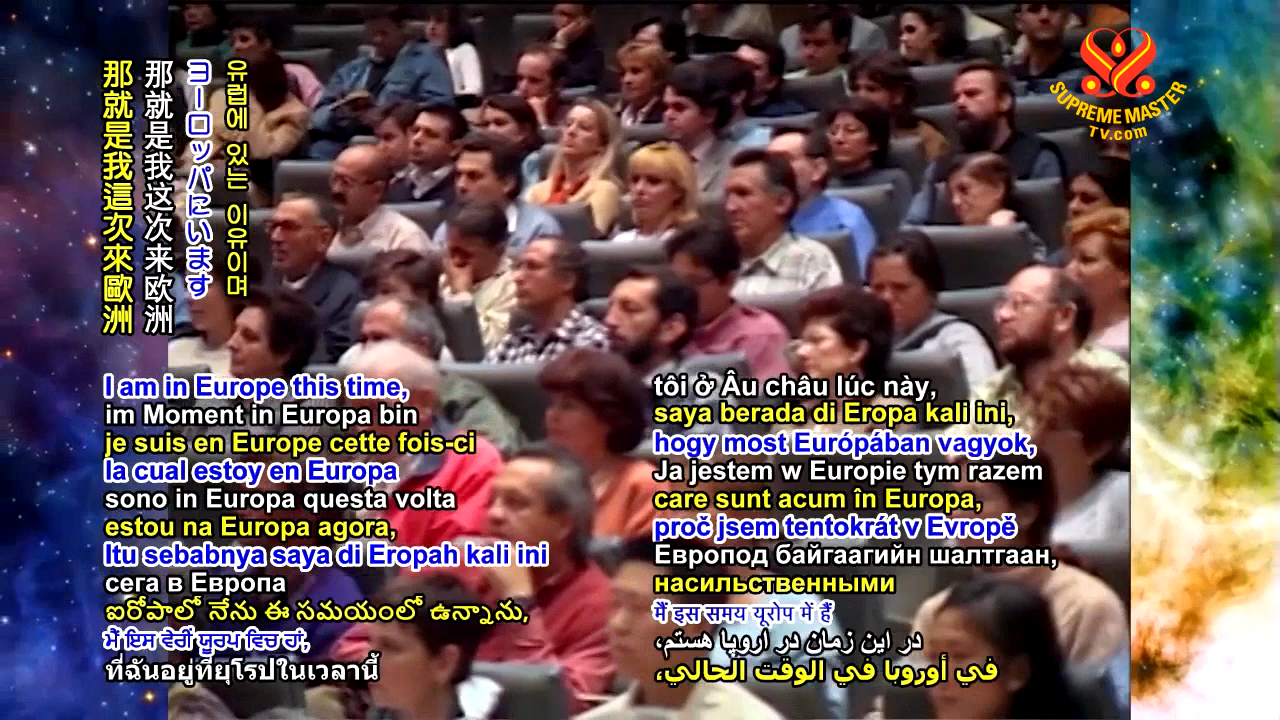 那就是我這次來歐洲
那就是我这次来欧洲
ヨーロッパにいます
유럽에 있는 이유이며
SUPREME MASTER
TV.com
I am in Europe this time,
im Moment in Europa bin
je suis en Europe cette fois-ci
la cual estoy en Europa
sono in Europa questa volta
estou na Europa agora,
Itu sebabnya saya di Eropah kali ini
сега в Европа
ఐరోపాలో నేను ఈ సమయంలో ఉన్నాను,
ਮੈਂ ਇਸ ਵੇਰੀਂ ਯੂਰਪ ਵਿਚ ਹਾਂ,
ที่ฉันอยู่ที่ยุโรปในเวลานี้
tôi ở Âu châu lúc này,
saya berada di Eropa kali ini,
hogy most Európában vagyok,
Ja jestem w Europie tym razem
care sunt acum în Europa,
proč jsem tentokrát v Evropě
Европод байгаагийн шалтгаан,
насильственными
मैं इस समय यूरोप में हैं
در این زمان در اروپا هستم،
في أوروبا في الوقت الحالي،